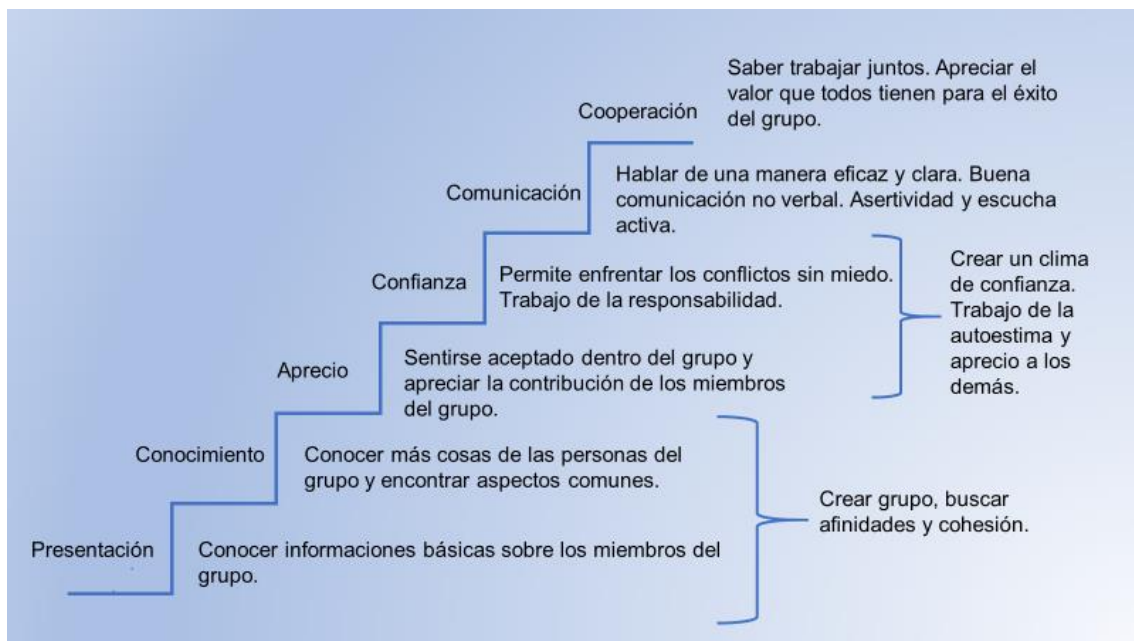 Saber trabajar juntos. Apreciar el
valor que todos tienen para el éxito
del grupo.
Cooperación
Hablar de una manera eficaz y clara. Buena
comunicación no verbal. Asertividad y escucha
activa.
Comunicación
Permite enfrentar los conflictos sin miedo.
Trabajo de la responsabilidad.
Confianza
Crear un clima
de confianza.
Trabajo de la
autoestima y
aprecio a los
demás.
Sentirse aceptado dentro del grupo y
apreciar la contribución de los miembros
del grupo.
Aprecio
Conocer más cosas de las personas del
grupo y encontrar aspectos comunes.
Conocimiento
Crear grupo, buscar
afinidades y cohesión.
Presentación
Conocer informaciones básicas sobre los miembros del
grupo.